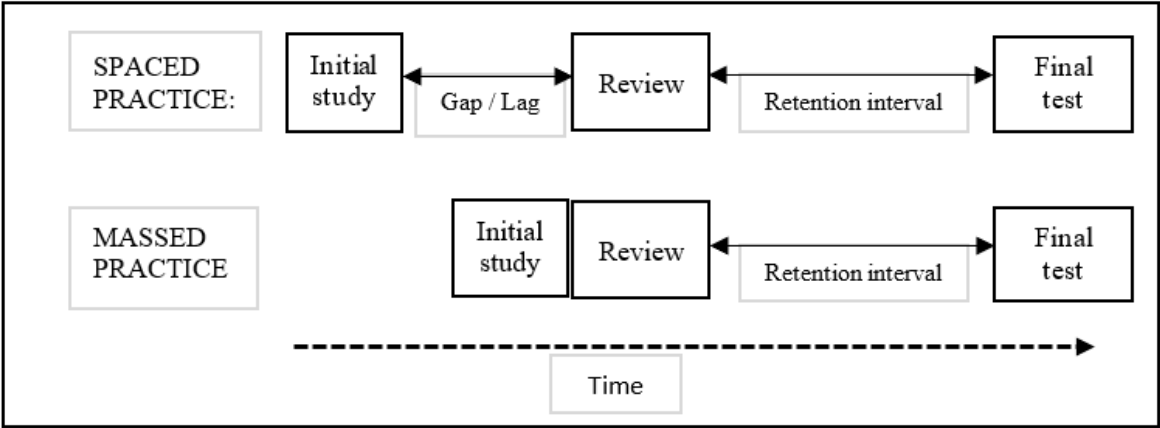 SPACED
PRACTICE:
Initial
study
Gap / Lag
Review
Retention interval
Final
test
MASSED
PRACTICE
Initial
study
Review
Retention interval
Final
test
Time